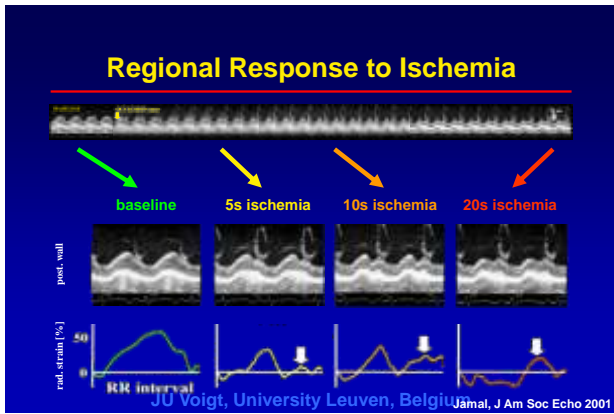 Regional Response to Ischemia
baseline
5s ischemia
10s ischemia
20s ischemia
post. wall
rad. strain [%]
50
0
RR interval
JU Voigt, University Leuven, Belgium
Jamal, J Am Soc Echo 2001